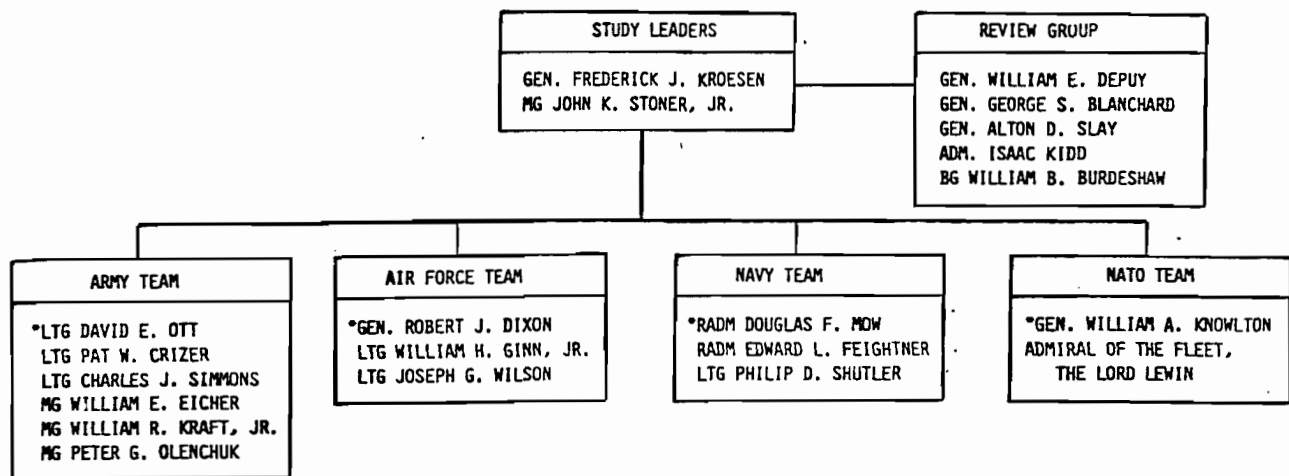 STUDY LEADERS
GEN. FREDERICK J. KROESEN
MG JOHN K. STONER, JR.
REVIEW GROUP
GEN. WILLIAM E. DEPUY
GEN. GEORGE S. BLANCHARD
GEN. ALTON D. SLAY
ADM. ISAAC KIDD
BG WILLIAM B. BURDESHAW
ARMY TEAM
*LTG DAVID E. OTT
LTG PAT W. CRIZER
LTG CHARLES J. SIMMONS
MG WILLIAM E. EICHER
MG WILLIAM R. KRAFT, JR.
MG PETER G. OLENCHUK
AIR FORCE TEAM
*GEN. ROBERT J. DIXON
LTG WILLIAM H. GINN, JR.
LTG JOSEPH G. WILSON
NAVY TEAM
*RADM DOUGLAS F. MOW
RADM EDWARD L. FEIGHTNER
LTG PHILIP D. SHUTLER
NATO TEAM
*GEN. WILLIAM A. KNOWLTON
ADMIRAL OF THE FLEET,
THE LORD LEWIN